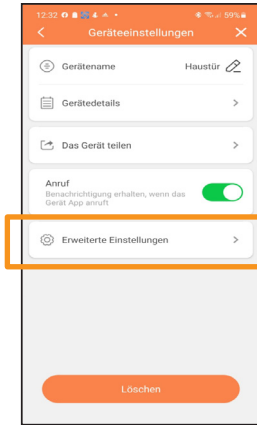 12:32 59%
Geräteeinstellungen
Gerätename Haustür
Gerätedetails
Das Gerät teilen
Anruf
Benachrichtigung erhalten, wenn das
Gerät App anruft
Erweiterte Einstellungen
Löschen